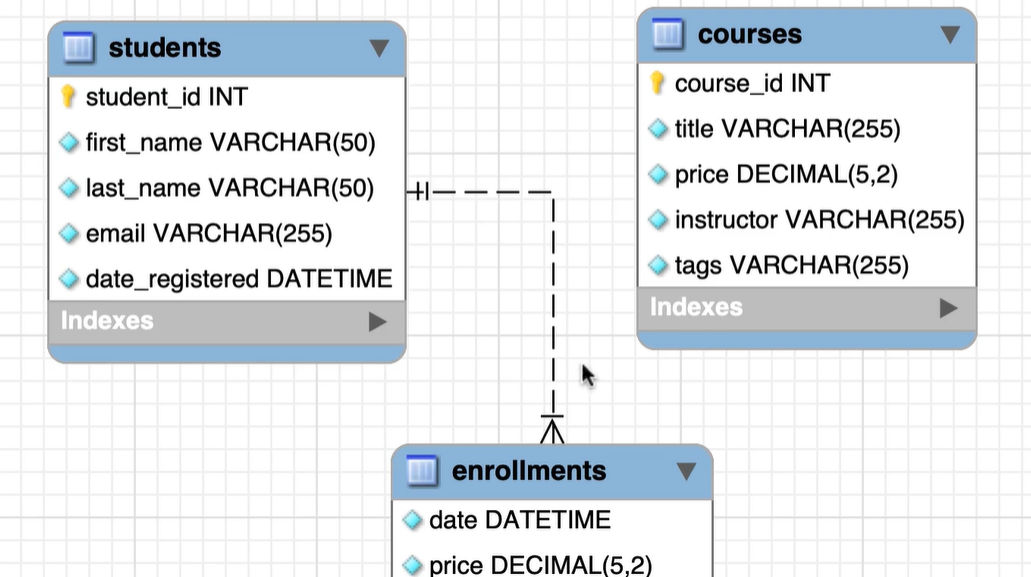 students
student_id INT
first_name VARCHAR(50)
last_name VARCHAR(50)
email VARCHAR(255)
date_registered DATETIME
Indexes
courses
course_id INT
title VARCHAR(255)
price DECIMAL(5,2)
instructor VARCHAR(255)
tags VARCHAR(255)
Indexes
enrollments
date DATETIME
price DECIMAL(5,2)